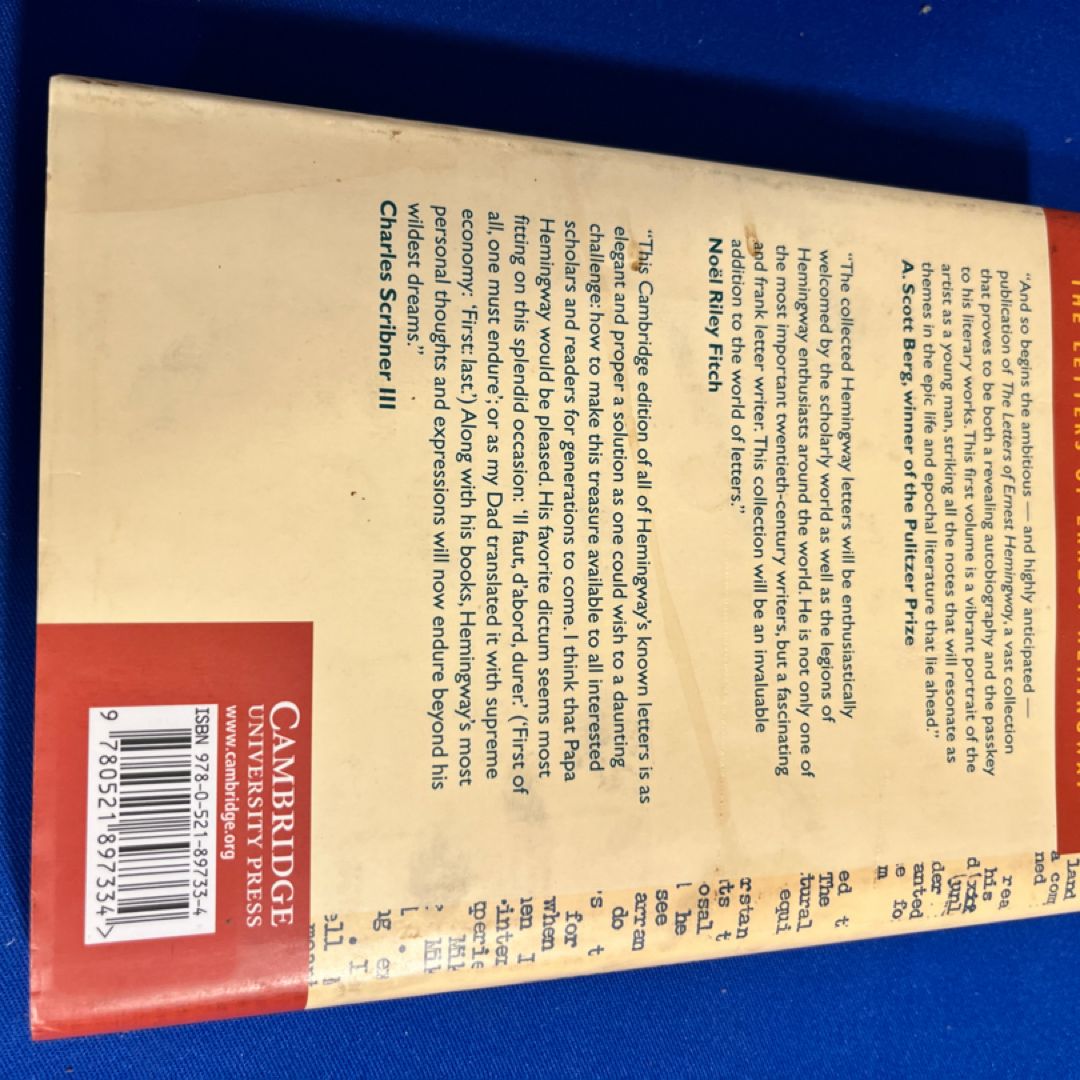 THE LETTERS OF ERNEST HEMINGWAY
“And so begins the ambitious — and highly anticipated —
publication of The Letters of Ernest Hemingway, a vast collection
that proves to be both a revealing autobiography and the passkey
to his literary works. This first volume is a vibrant portrait of the
artist as a young man, striking all the notes that will resonate as
themes in the epic life and epochal literature that lie ahead.”
A. Scott Berg, winner of the Pulitzer Prize
“The collected Hemingway letters will be enthusiastically
welcomed by the scholarly world as well as the legions of
Hemingway enthusiasts around the world. He is not only one of
the most important twentieth-century writers, but a fascinating
and frank letter writer. This collection will be an invaluable
addition to the world of letters.”
Noël Riley Fitch
“This Cambridge edition of all of Hemingway’s known letters is as
elegant and proper a solution as one could wish to a daunting
challenge: how to make this treasure available to all interested
scholars and readers for generations to come. I think that Papa
Hemingway would be pleased. His favorite dictum seems most
fitting on this splendid occasion: ‘Il faut, d’abord, durer.’ (‘First of
all, one must endure’; or as my Dad translated it with supreme
economy: ‘First: last.’) Along with his books, Hemingway’s most
personal thoughts and expressions will now endure beyond his
wildest dreams.”
Charles Scribner III
land
a com
ned
rea
his
der
anted
e fo
m
ed t
The
tural
equi
rstan
ts t
osal
l he
see
arran
do
's t
for
when
ien I
inter
perie
Mil
Mik
ng ex
I
ell
CAMBRIDGE
UNIVERSITY PRESS
www.cambridge.org
ISBN 978-0-521-89733-4
9 780521 897334 >